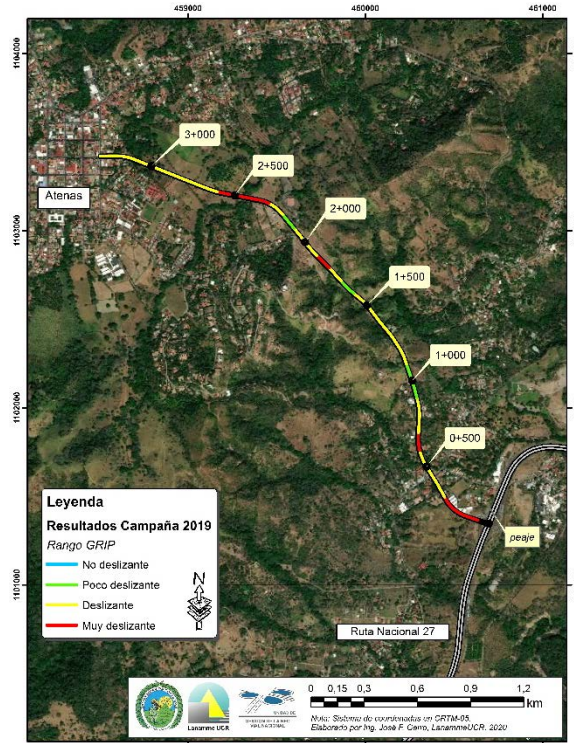 459000
460000
461000
1104000
1103000
1102000
1101000
3+000
2+500
Atenas
2+000
1+500
1+000
0+500
peaje
Leyenda
Resultados Campaña 2019
Rango GRIP
No deslizante
Poco deslizante
Deslizante
Muy deslizante
N
Ruta Nacional 27
Lanamme UCR
UNIDAD DE
0 0,15 0,3 0,6 0,9 1,2
km
Nota: Sistema de coordenadas en CRTM-05.
Elaborado por Ing. José F. Garro, LanammeUCR, 2020